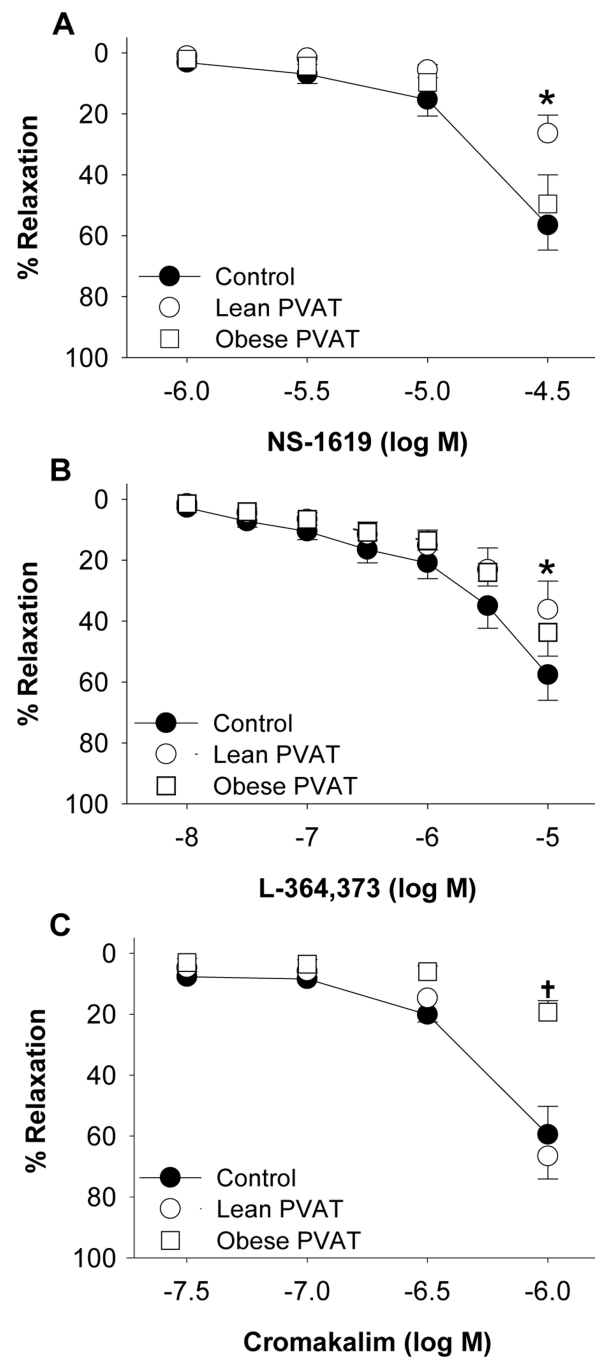 A
0
20
40
60
80
100
% Relaxation
*
Control
Lean PVAT
Obese PVAT
-6.0 -5.5 -5.0 -4.5
NS-1619 (log M)
B
0
20
40
60
80
100
% Relaxation
*
Control
Lean PVAT
Obese PVAT
-8 -7 -6 -5
L-364,373 (log M)
C
0
20
40
60
80
100
% Relaxation
†
Control
Lean PVAT
Obese PVAT
-7.5 -7.0 -6.5 -6.0
Cromakalim (log M)